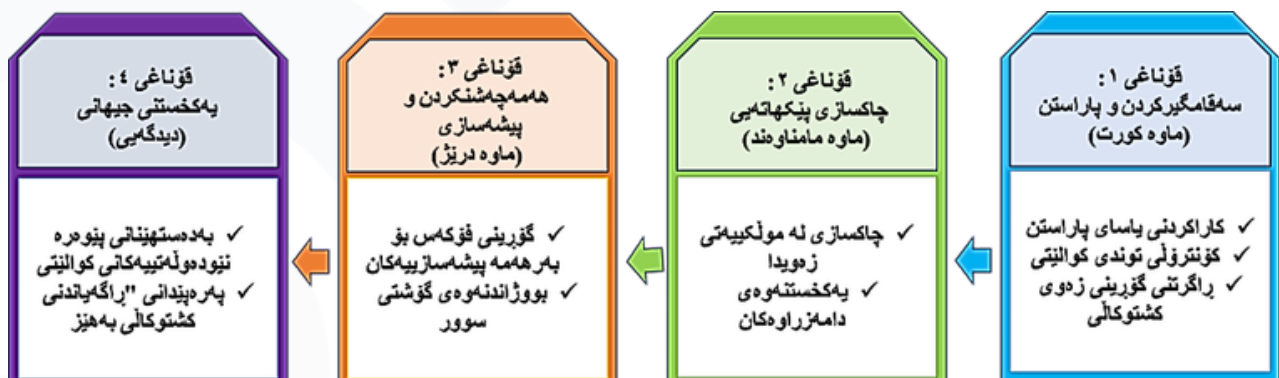 قۆناغی ١:
سەقامگیرکردن و پاراستن
(ماوە کورت)
✓ کاراکردنی یاسای پاراستن
✓ کۆنترۆڵی توندی کوالێتی
✓ ڕاگرتنی گۆڕینی زەوی
کشتوکاڵی
قۆناغی ٢:
چاکسازی پێکهاتەیی
(ماوە مامناوەند)
✓ چاکسازی لە موڵکییەتی
زەویدا
✓ یەکخستنەوەی
دامەزراوەکان
قۆناغی ٣:
هەمەچەشنکردن و
پیشەسازی
(ماوە درێژ)
✓ گۆڕینی فۆکەس بۆ
بەرهەمە پیشەسازییەکان
✓ بووژاندنەوەی گۆشتی
سوور
قۆناغی ٤:
یەکخستنی جیهانی
(دیدگەیی)
✓ بەدەستهێنانی پێوەرە
نێودەوڵەتییەکانی کوالێتی
✓ پەرەپێدانی "ڕاگەیاندنی
کشتوکاڵی بەهێز